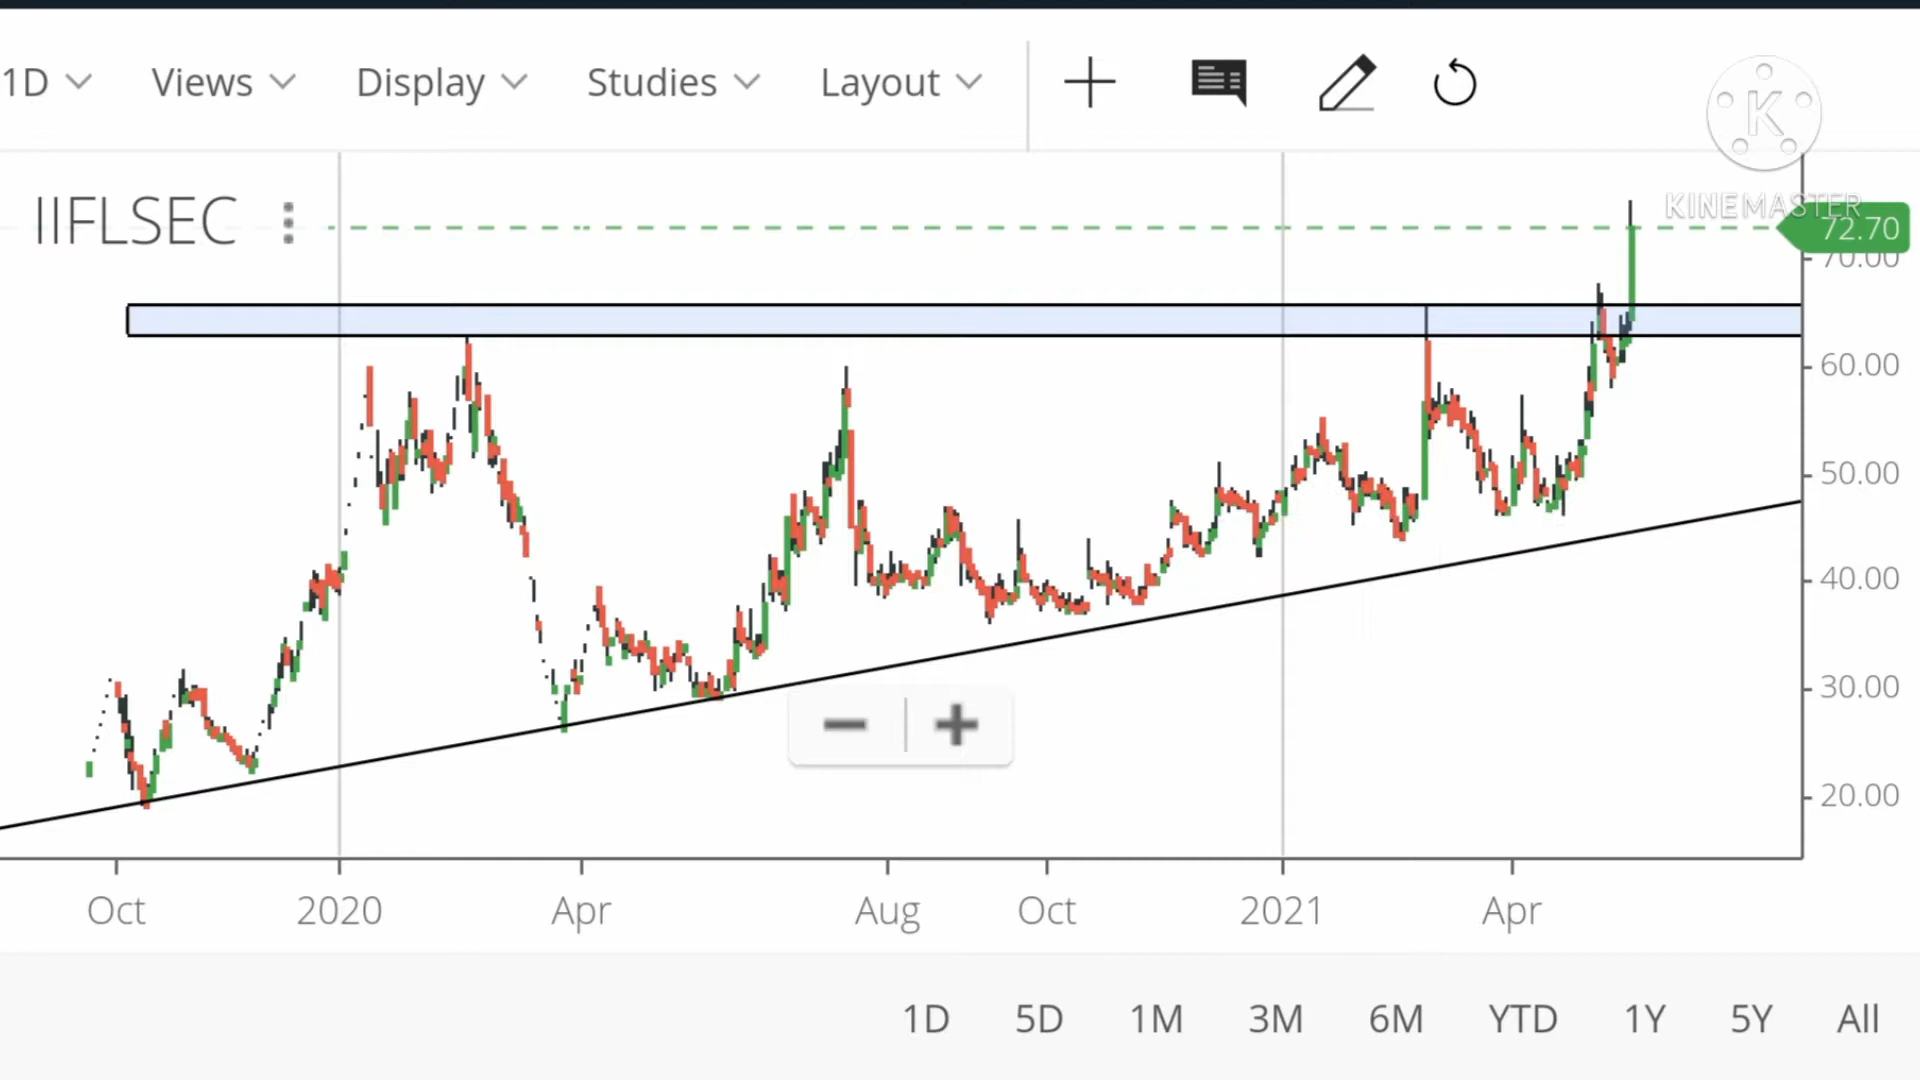 1D Views Display Studies Layout
K
KINEMASTER
IIFLSEC
72.70
70.00
60.00
50.00
40.00
30.00
20.00
Oct 2020 Apr Aug Oct 2021 Apr
1D 5D 1M 3M 6M YTD 1Y 5Y All